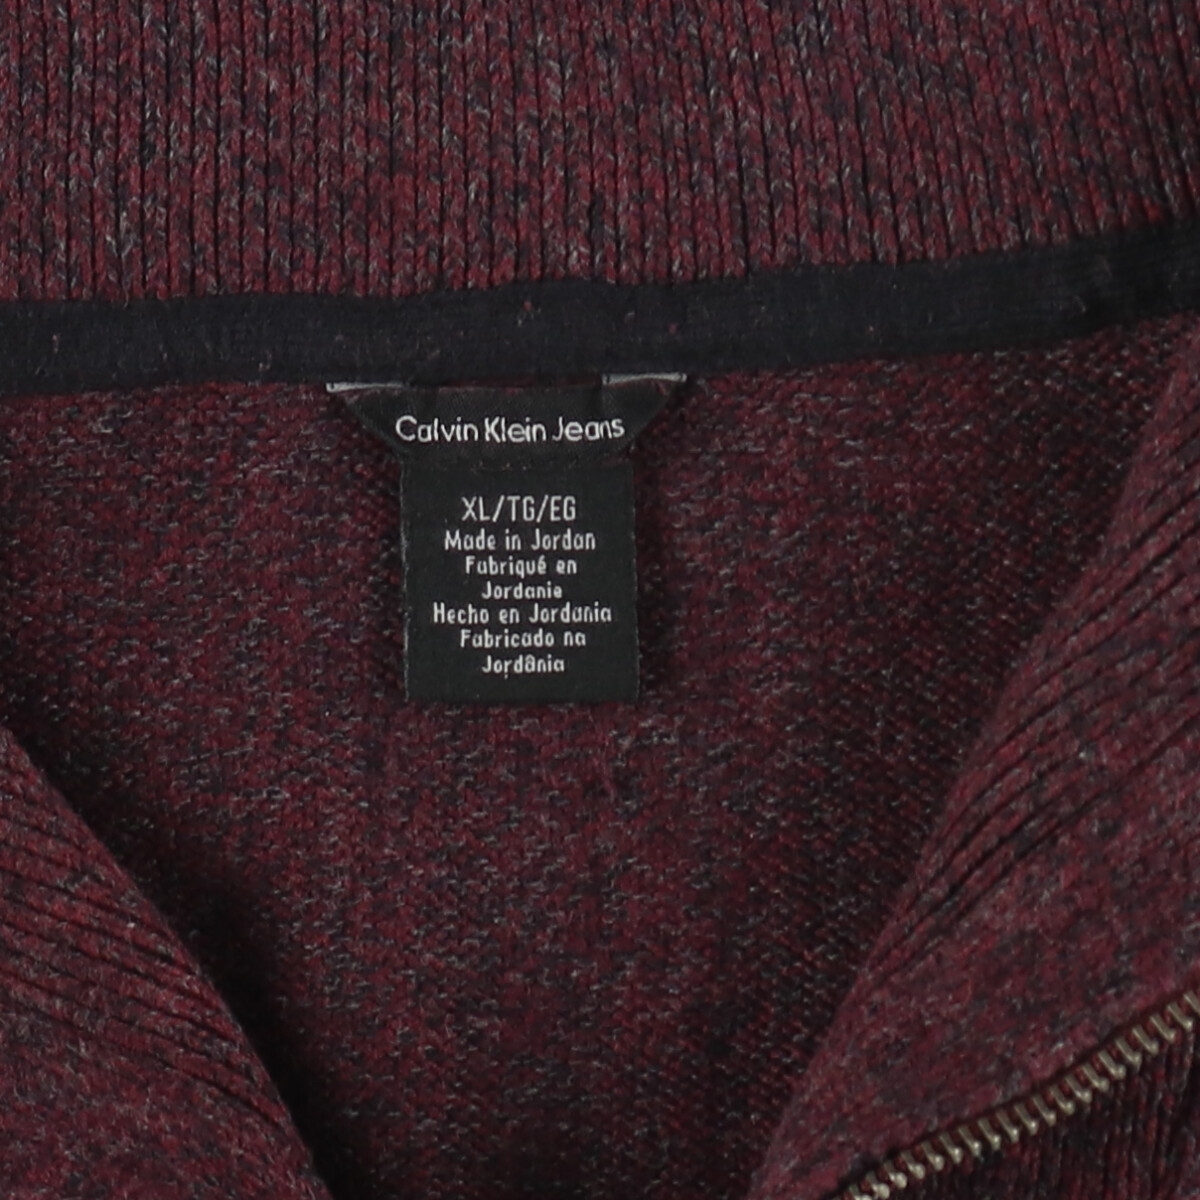 Calvin Klein Jeans
XL/TG/EG
Made in Jordan
Fabriqué en
Jordanie
Hecho en Jordania
Fabricado na
Jordânia